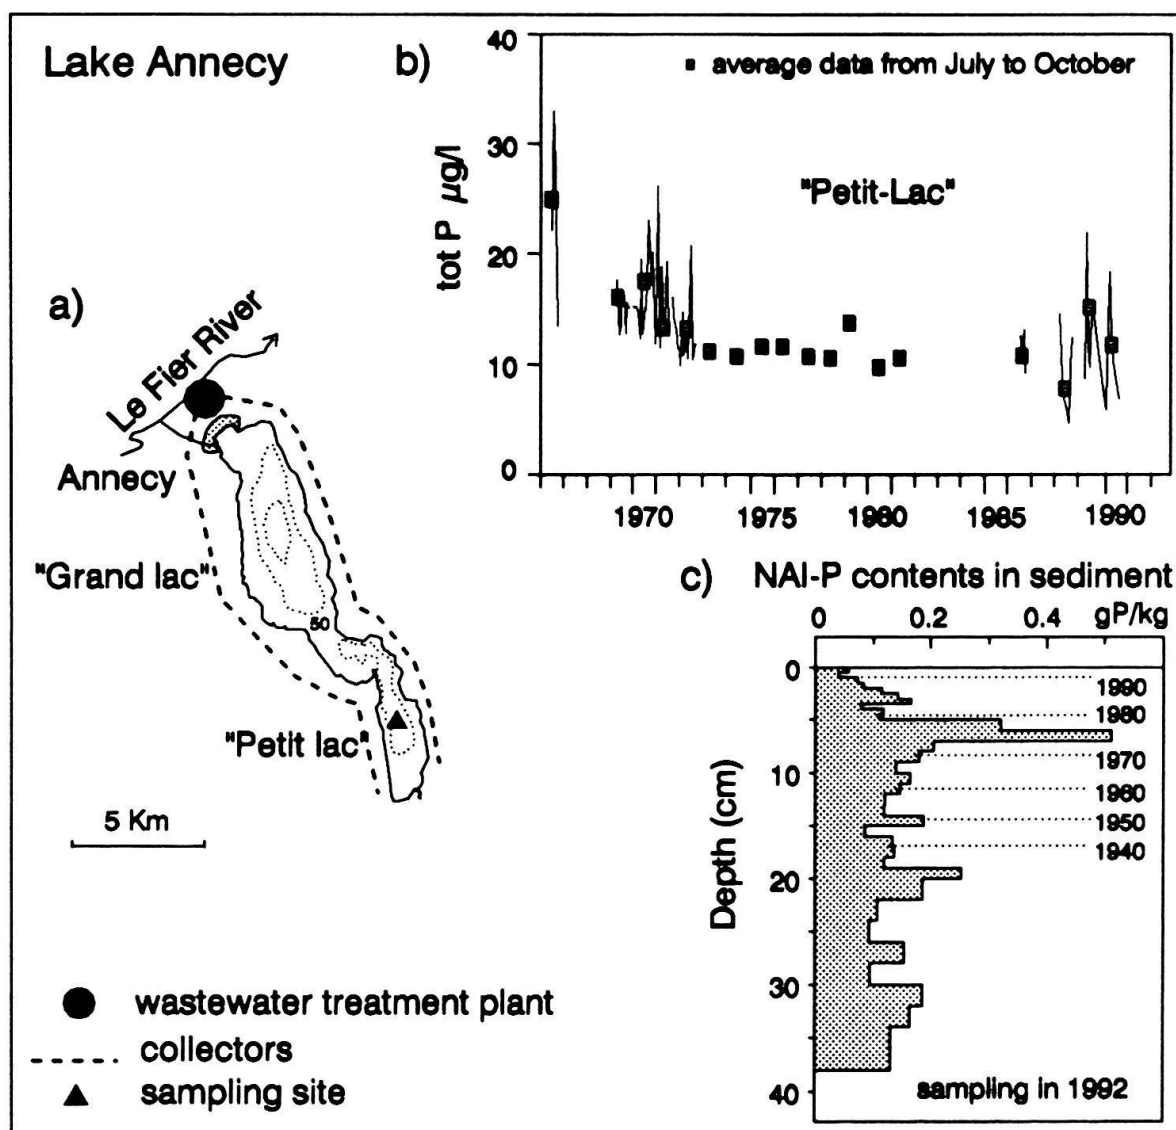 Lake Annecy
a)
Le Fier River
Annecy
"Grand lac"
50
"Petit lac"
5 Km
wastewater treatment plant
collectors
sampling site
b)
average data from July to October
"Petit-Lac"
tot P µg/l
40
30
20
10
0
1970 1975 1980 1985 1990
c) NAI-P contents in sediment
0 0.2 0.4 gP/kg
Depth (cm)
0
10
20
30
40
1990
1980
1970
1960
1950
1940
sampling in 1992